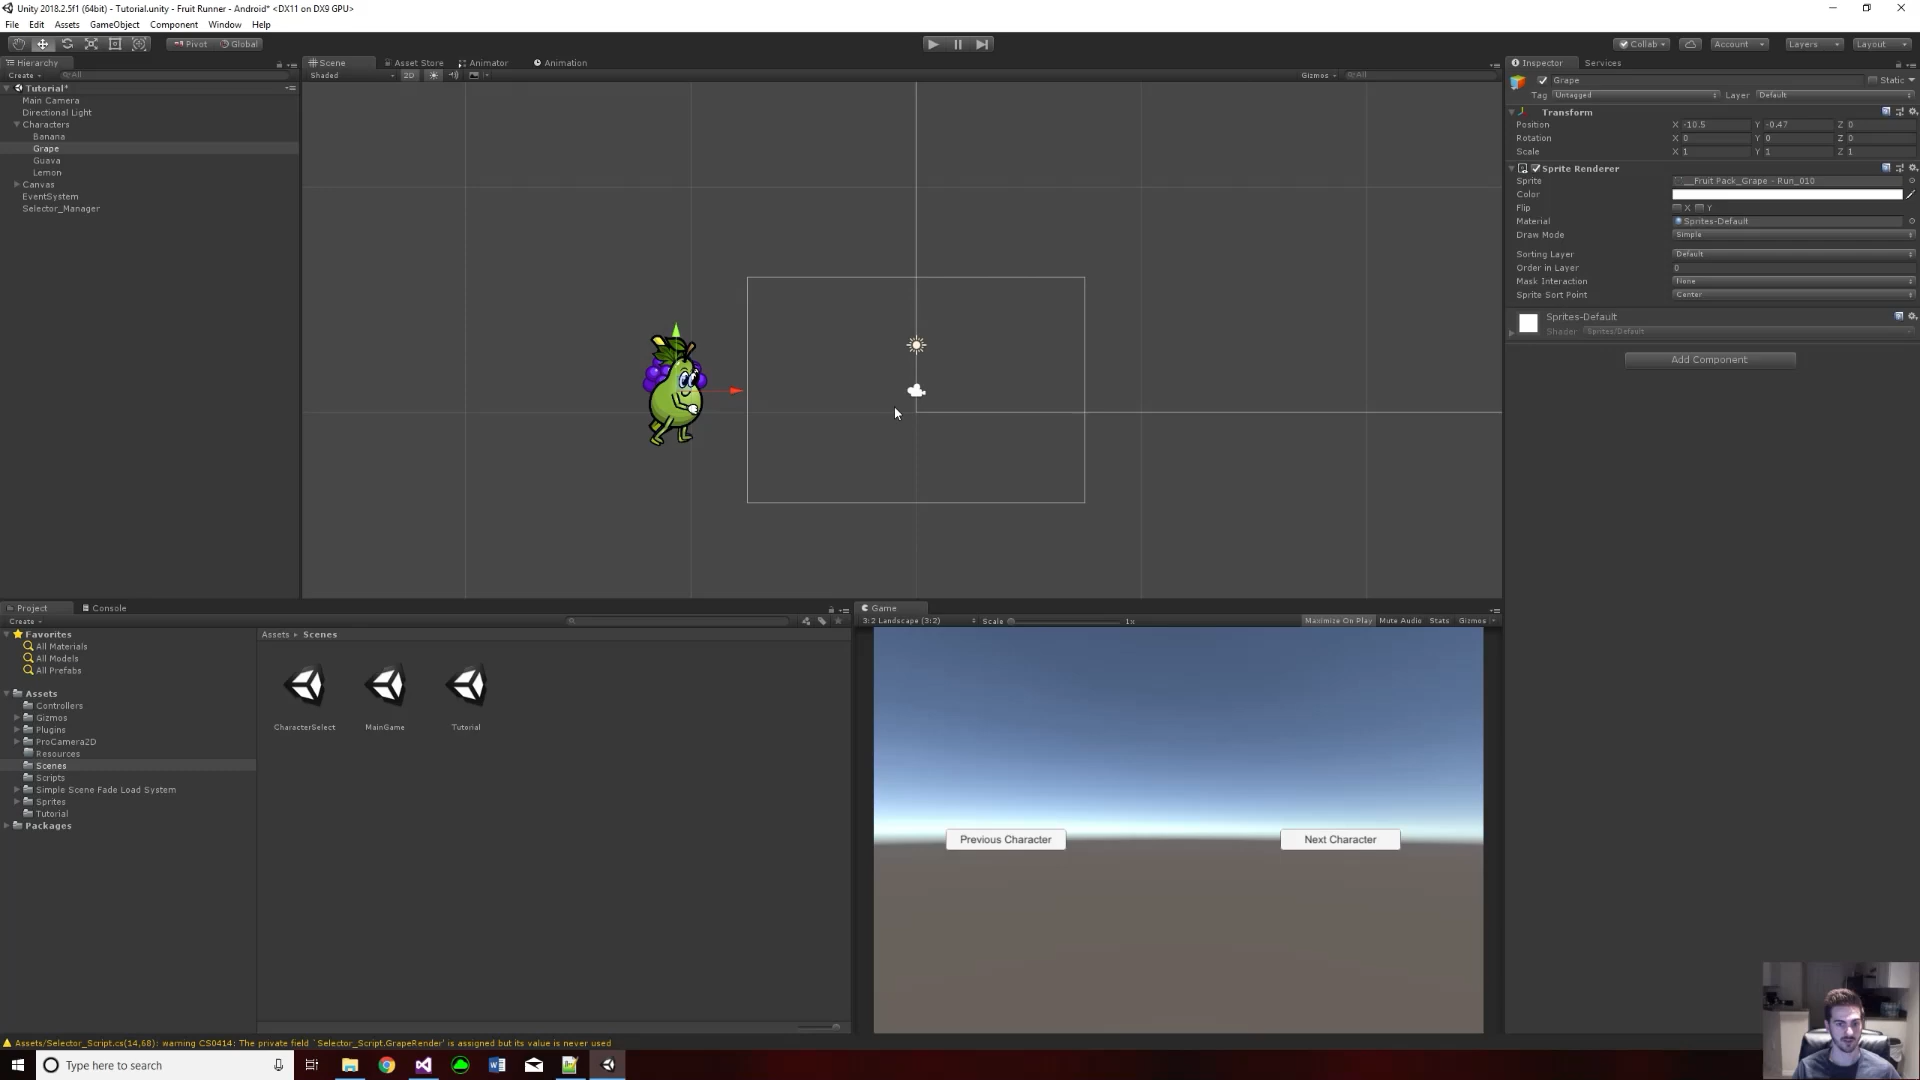 Unity 2018.2.5f1 (64bit) - Tutorial.unity - Fruit Runner - Android* <DX11 on DX9 GPU>
File Edit Assets GameObject Component Window Help
Pivot Global
Collab Account Layers Layout
Hierarchy
Create All
Tutorial*
Main Camera
Directional Light
Characters
Banana
Grape
Guava
Lemon
Canvas
EventSystem
Selector_Manager
Scene Asset Store Animator Animation
Shaded 2D Gizmos All
Inspector Services
Grape Static
Tag Untagged Layer Default
Transform
Position X -10.5 Y -0.47 Z 0
Rotation X 0 Y 0 Z 0
Scale X 1 Y 1 Z 1
Sprite Renderer
Sprite __Fruit Pack_Grape - Run_010
Color
Flip X Y
Material Sprites-Default
Draw Mode Simple
Sorting Layer Default
Order in Layer 0
Mask Interaction None
Sprite Sort Point Center
Sprites-Default
Shader Sprites/Default
Add Component
Project Console
Create
Favorites
All Materials
All Models
All Prefabs
Assets
Controllers
Gizmos
Plugins
ProCamera2D
Resources
Scenes
Scripts
Simple Scene Fade Load System
Sprites
Tutorial
Packages
Assets Scenes
CharacterSelect MainGame Tutorial
Game
3:2 Landscape (3:2) Scale 1x Maximize On Play Mute Audio Stats Gizmos
Previous Character Next Character
Assets/Selector_Script.cs(14,68): warning CS0414: The private field `Selector_Script.GrapeRender' is assigned but its value is never used
Type here to search